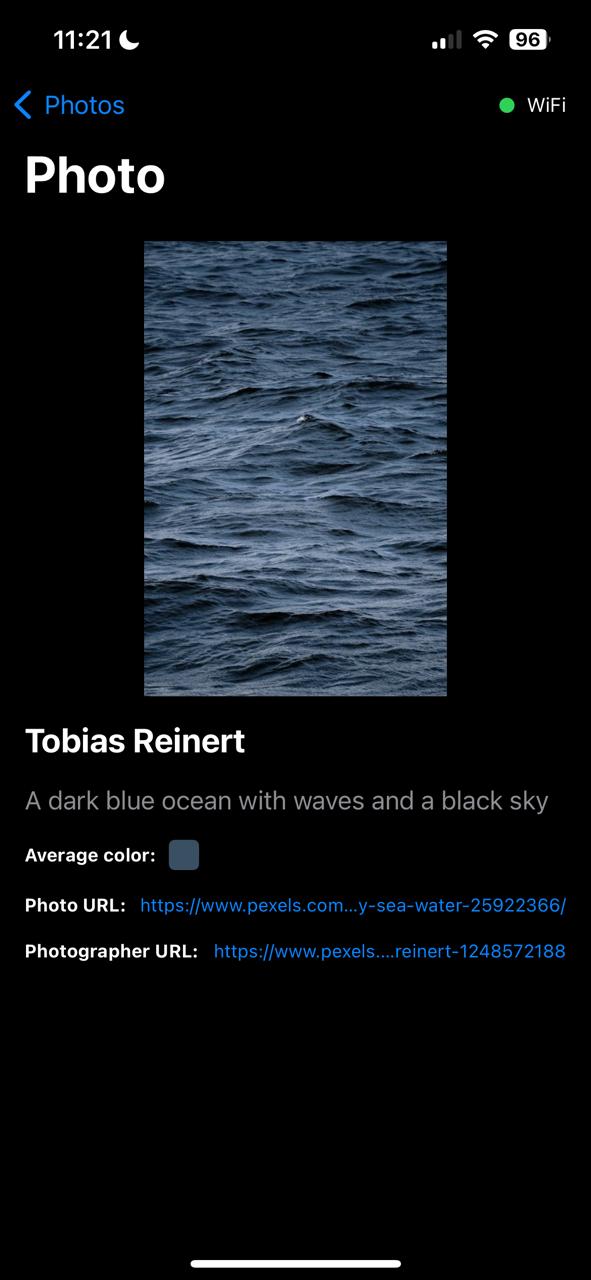 11:21
96
Photos
WiFi
Photo
Tobias Reinert
A dark blue ocean with waves and a black sky
Average color:
Photo URL: https://www.pexels.com...y-sea-water-25922366/
Photographer URL: https://www.pexels....reinert-1248572188